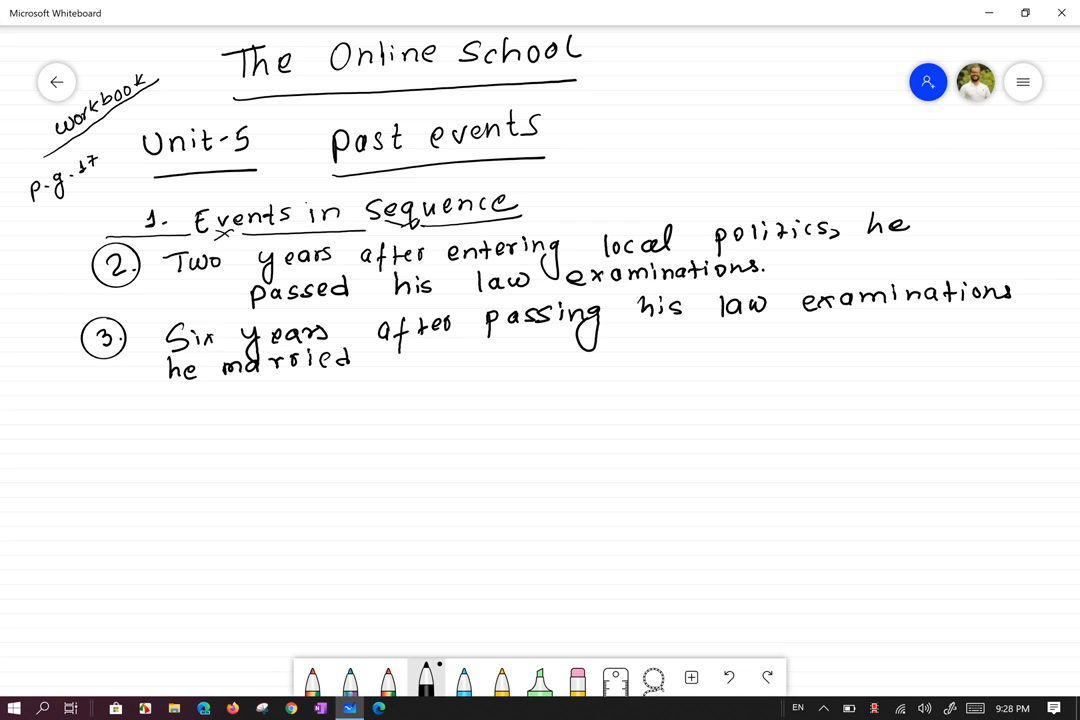 Microsoft Whiteboard
The Online School
workbook
p.g.17
Unit-5 Past events
1. Events in Sequence
2. Two years after entering local politics, he
passed his law examinations.
3. Six years after passing his law examinations
he married
EN 9:28 PM